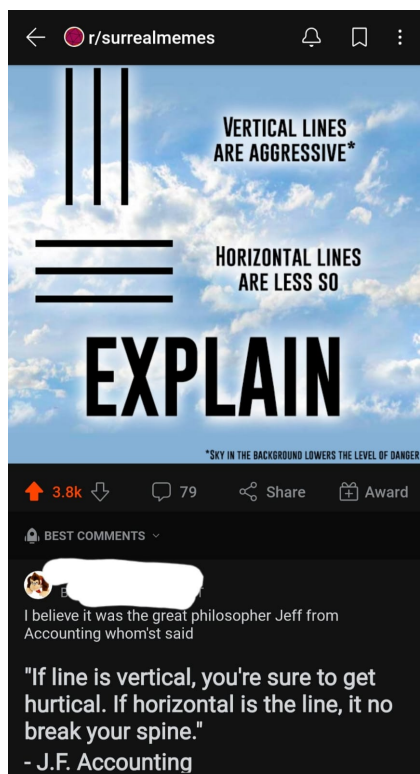 r/surrealmemes
VERTICAL LINES
ARE AGGRESSIVE*
HORIZONTAL LINES
ARE LESS SO
EXPLAIN
*SKY IN THE BACKGROUND LOWERS THE LEVEL OF DANGER
3.8k 79 Share Award
BEST COMMENTS
I believe it was the great philosopher Jeff from
Accounting whom'st said
"If line is vertical, you're sure to get
hurtical. If horizontal is the line, it no
break your spine."
- J.F. Accounting